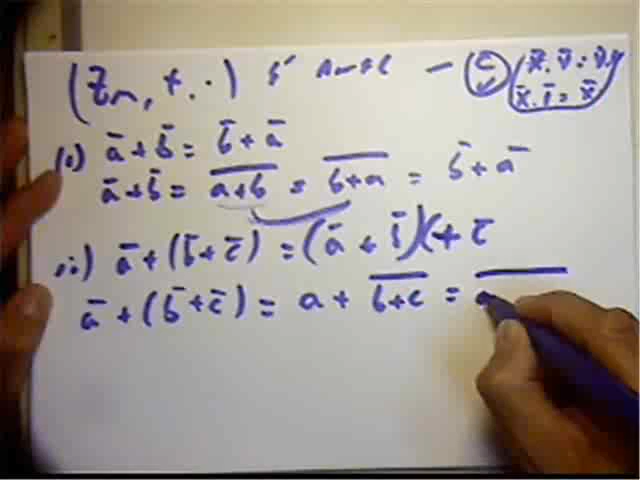 (Zn, +, ·) – C x̄.ȳ = ȳ.x̄
x̄.1̄ = x̄
i) ā + b̄ = b̄ + ā
ā + b̄ = a+b = b+a = b̄ + ā
ii) ā + (b̄ + c̄) = (ā + b̄) + c̄
ā + (b̄ + c̄) = a + b+c =